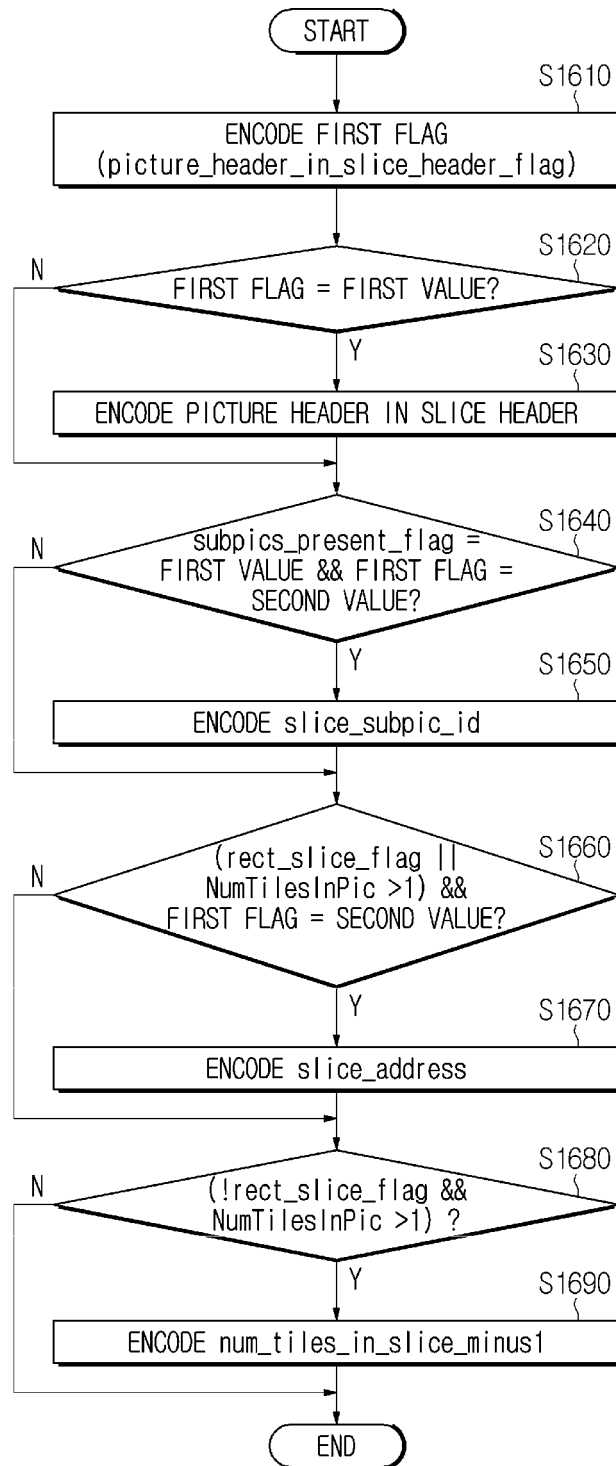 START
S1610
ENCODE FIRST FLAG
(picture_header_in_slice_header_flag)
S1620
N
FIRST FLAG = FIRST VALUE?
Y
S1630
ENCODE PICTURE HEADER IN SLICE HEADER
S1640
N
subpics_present_flag =
FIRST VALUE && FIRST FLAG =
SECOND VALUE?
Y
S1650
ENCODE slice_subpic_id
S1660
N
(rect_slice_flag ||
NumTilesInPic >1) &&
FIRST FLAG = SECOND VALUE?
Y
S1670
ENCODE slice_address
S1680
N
(!rect_slice_flag &&
NumTilesInPic >1) ?
Y
S1690
ENCODE num_tiles_in_slice_minus1
END